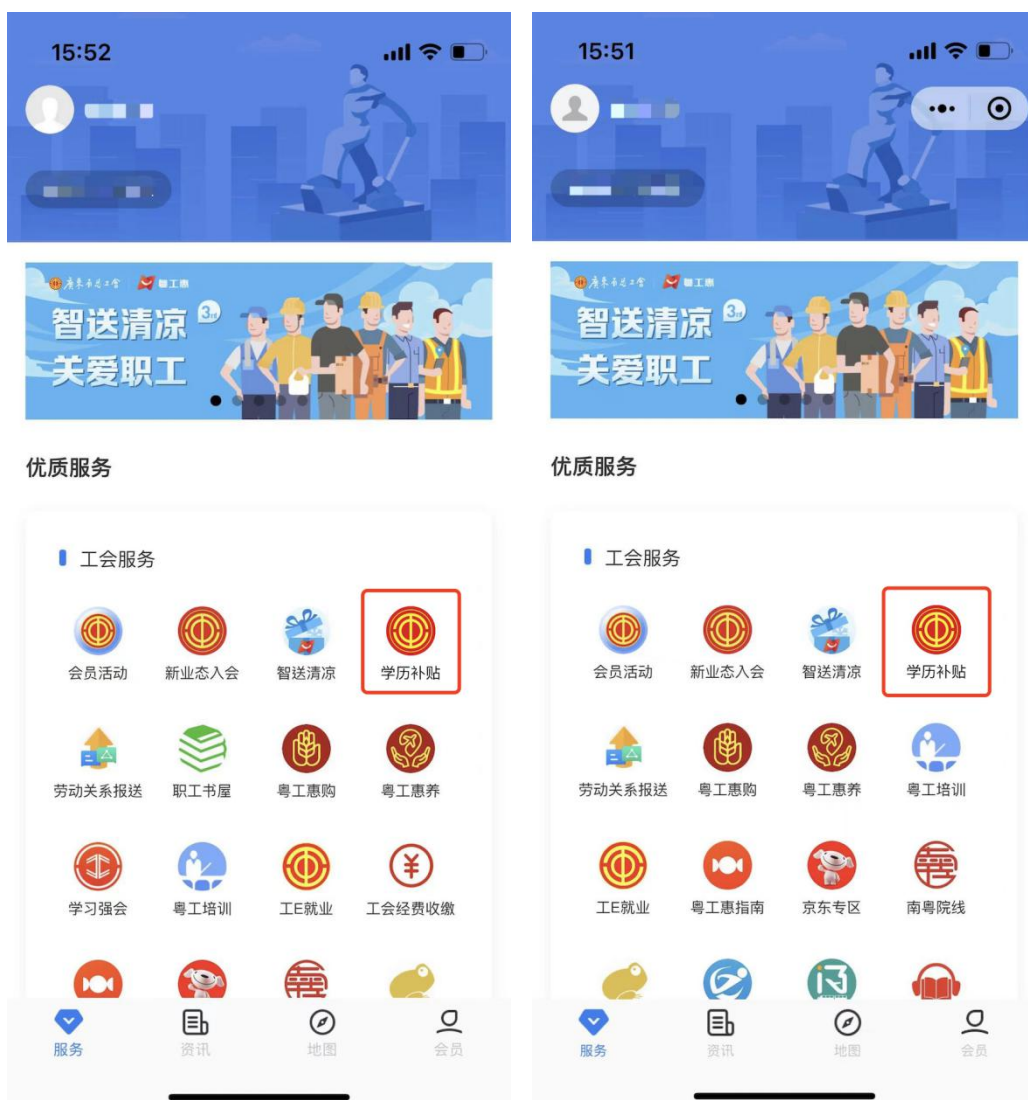 15:52
广东省总工会 粤工惠
智送清凉 3rd
关爱职工
优质服务
工会服务
会员活动 新业态入会 智送清凉 学历补贴
劳动关系报送 职工书屋 粤工惠购 粤工惠养
学习强会 粤工培训 工E就业 工会经费收缴
服务 资讯 地图 会员
15:51
广东省总工会 粤工惠
智送清凉 3rd
关爱职工
优质服务
工会服务
会员活动 新业态入会 智送清凉 学历补贴
劳动关系报送 粤工惠购 粤工惠养 粤工培训
工E就业 粤工惠指南 京东专区 南粤院线
服务 资讯 地图 会员